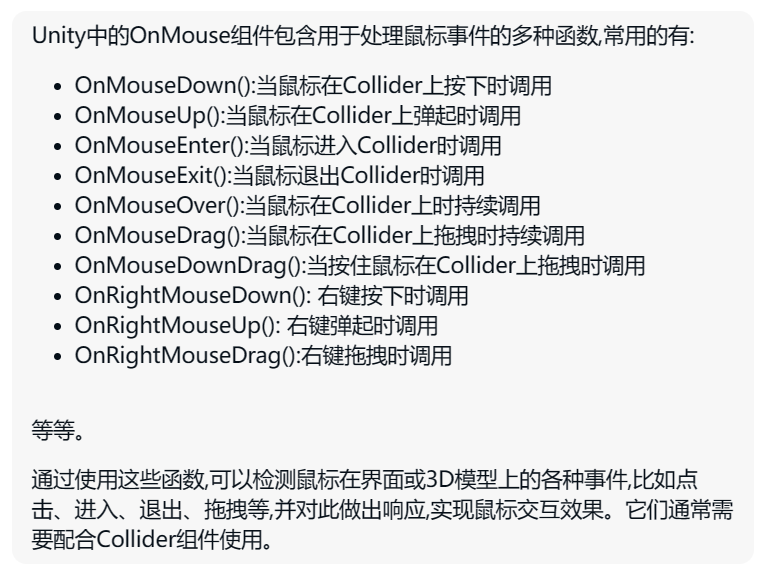 Unity中的OnMouse组件包含用于处理鼠标事件的多种函数,常用的有:
• OnMouseDown():当鼠标在Collider上按下时调用
• OnMouseUp():当鼠标在Collider上弹起时调用
• OnMouseEnter():当鼠标进入Collider时调用
• OnMouseExit():当鼠标退出Collider时调用
• OnMouseOver():当鼠标在Collider上时持续调用
• OnMouseDrag():当鼠标在Collider上拖拽时持续调用
• OnMouseDownDrag():当按住鼠标在Collider上拖拽时调用
• OnRightMouseDown(): 右键按下时调用
• OnRightMouseUp(): 右键弹起时调用
• OnRightMouseDrag():右键拖拽时调用
等等。
通过使用这些函数,可以检测鼠标在界面或3D模型上的各种事件,比如点
击、进入、退出、拖拽等,并对此做出响应,实现鼠标交互效果。它们通常需
要配合Collider组件使用。